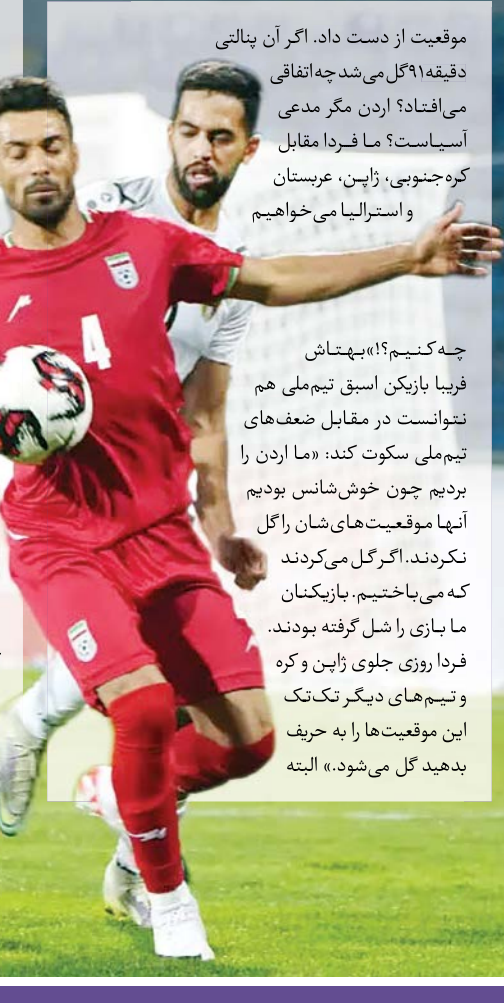 موقعیت از دست داد. اگر آن پنالتی
دقیقه۹۱گل می‌شد چه‌اتفاقی
می‌افتاد؟ اردن مگر مدعی
آسیاست؟ ما فردا مقابل
کره‌جنوبی، ژاپن، عربستان
و استرالیا می‌خواهیم
چه کنیم؟!»بهتاش
فریبا بازیکن اسبق تیم‌ملی هم
نتوانست در مقابل ضعف‌های
تیم‌ملی سکوت کند: «ما اردن را
بردیم چون خوش‌شانس بودیم
آنها موقعیت‌های‌شان را گل
نکردند. اگر گل می‌کردند
که می‌باختیم. بازیکنان
ما بازی را شل گرفته بودند.
فردا روزی جلوی ژاپن و کره
و تیم‌های دیگر تک‌تک
این موقعیت‌ها را به حریف
بدهید گل می‌شود.» البته
4